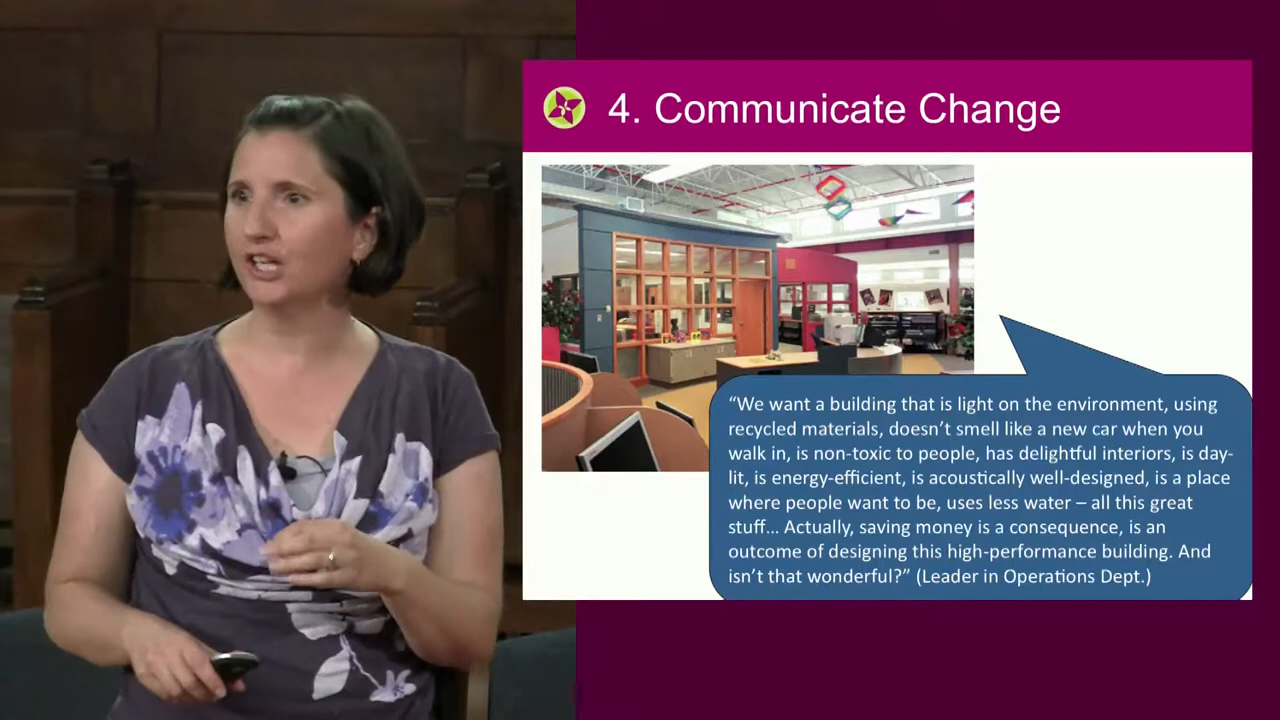 4. Communicate Change
“We want a building that is light on the environment, using
recycled materials, doesn’t smell like a new car when you
walk in, is non-toxic to people, has delightful interiors, is day-
lit, is energy-efficient, is acoustically well-designed, is a place
where people want to be, uses less water – all this great
stuff... Actually, saving money is a consequence, is an
outcome of designing this high-performance building. And
isn’t that wonderful?” (Leader in Operations Dept.)